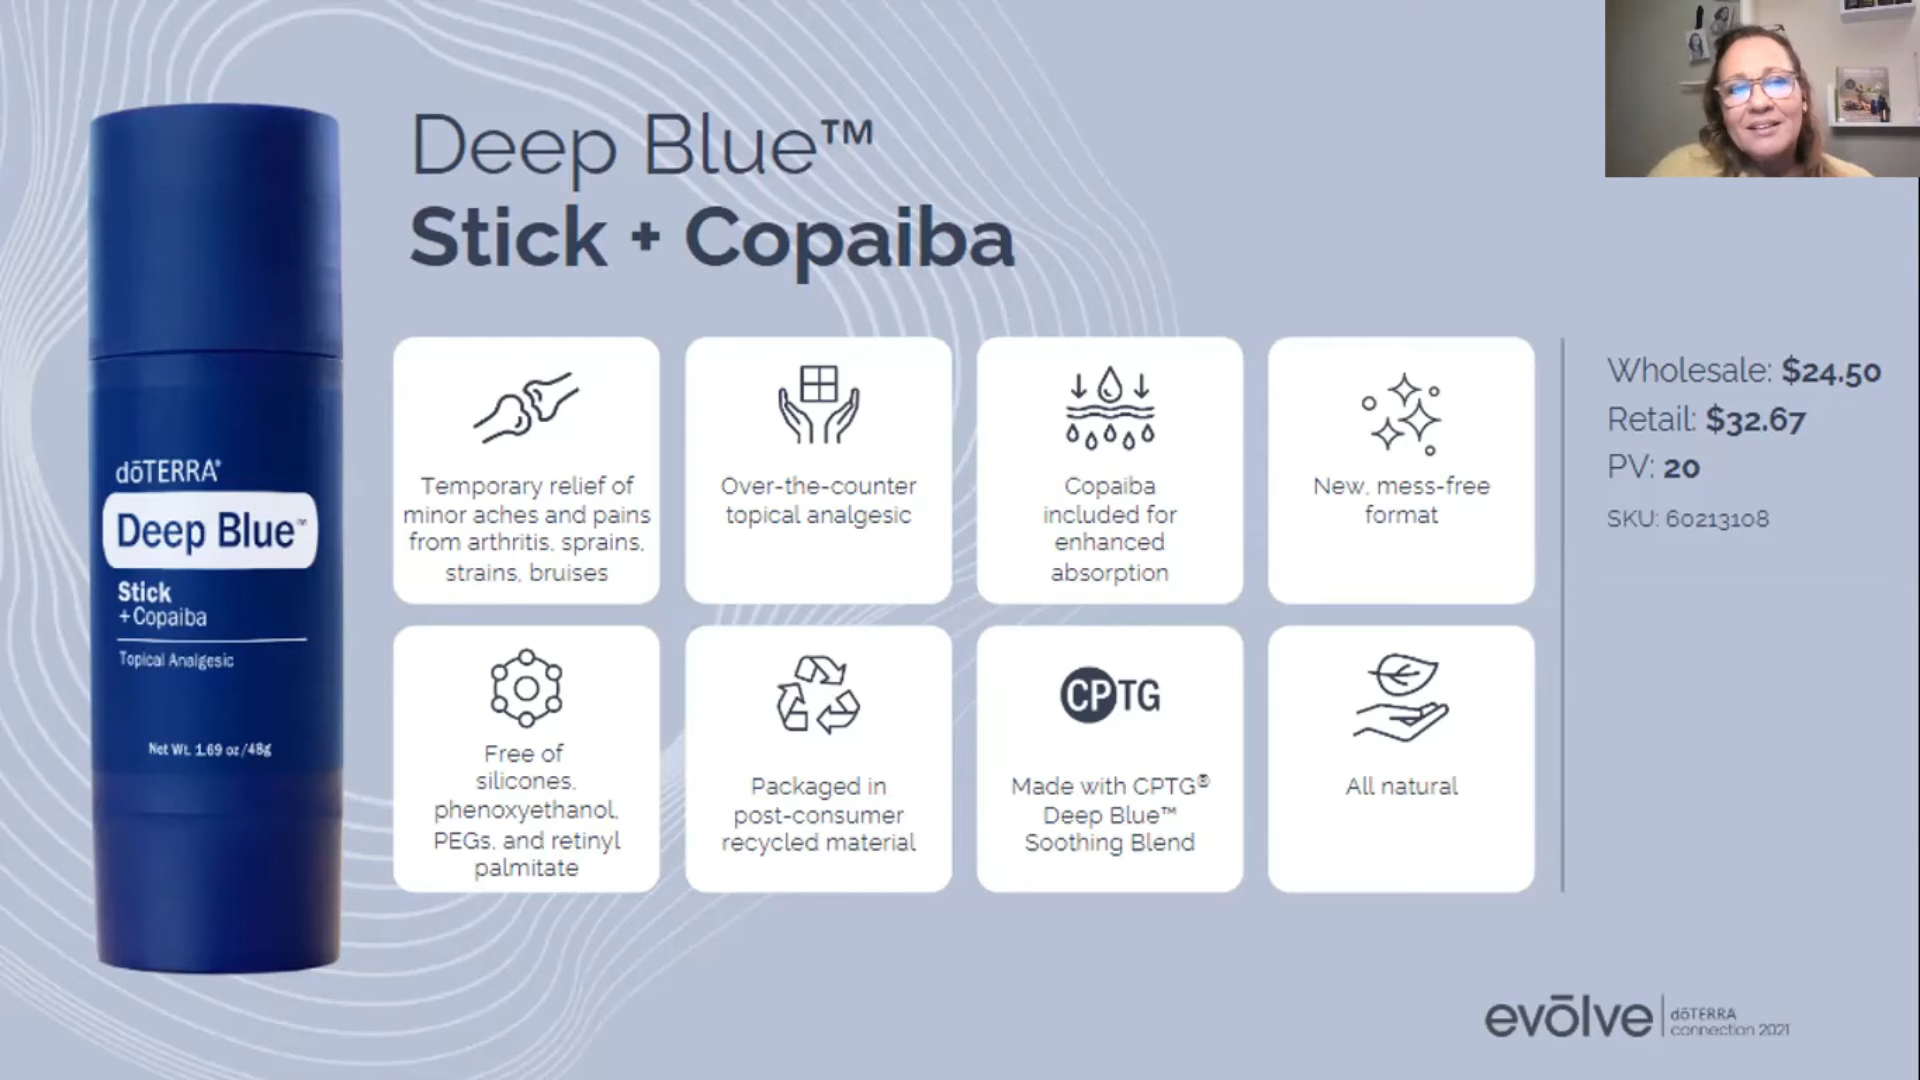 Deep Blue™
Stick + Copaiba
dōTERRA®
Deep Blue™
Stick
+Copaiba
Topical Analgesic
Net Wt. 1.69 oz/48g
Temporary relief of
minor aches and pains
from arthritis, sprains,
strains, bruises
Over-the-counter
topical analgesic
Copaiba
included for
enhanced
absorption
New, mess-free
format
Free of
silicones,
phenoxyethanol,
PEGs, and retinyl
palmitate
Packaged in
post-consumer
recycled material
CPTG
Made with CPTG®
Deep Blue™
Soothing Blend
All natural
Wholesale: $24.50
Retail: $32.67
PV: 20
SKU: 60213108
evōlve
dōTERRA
connection 2021